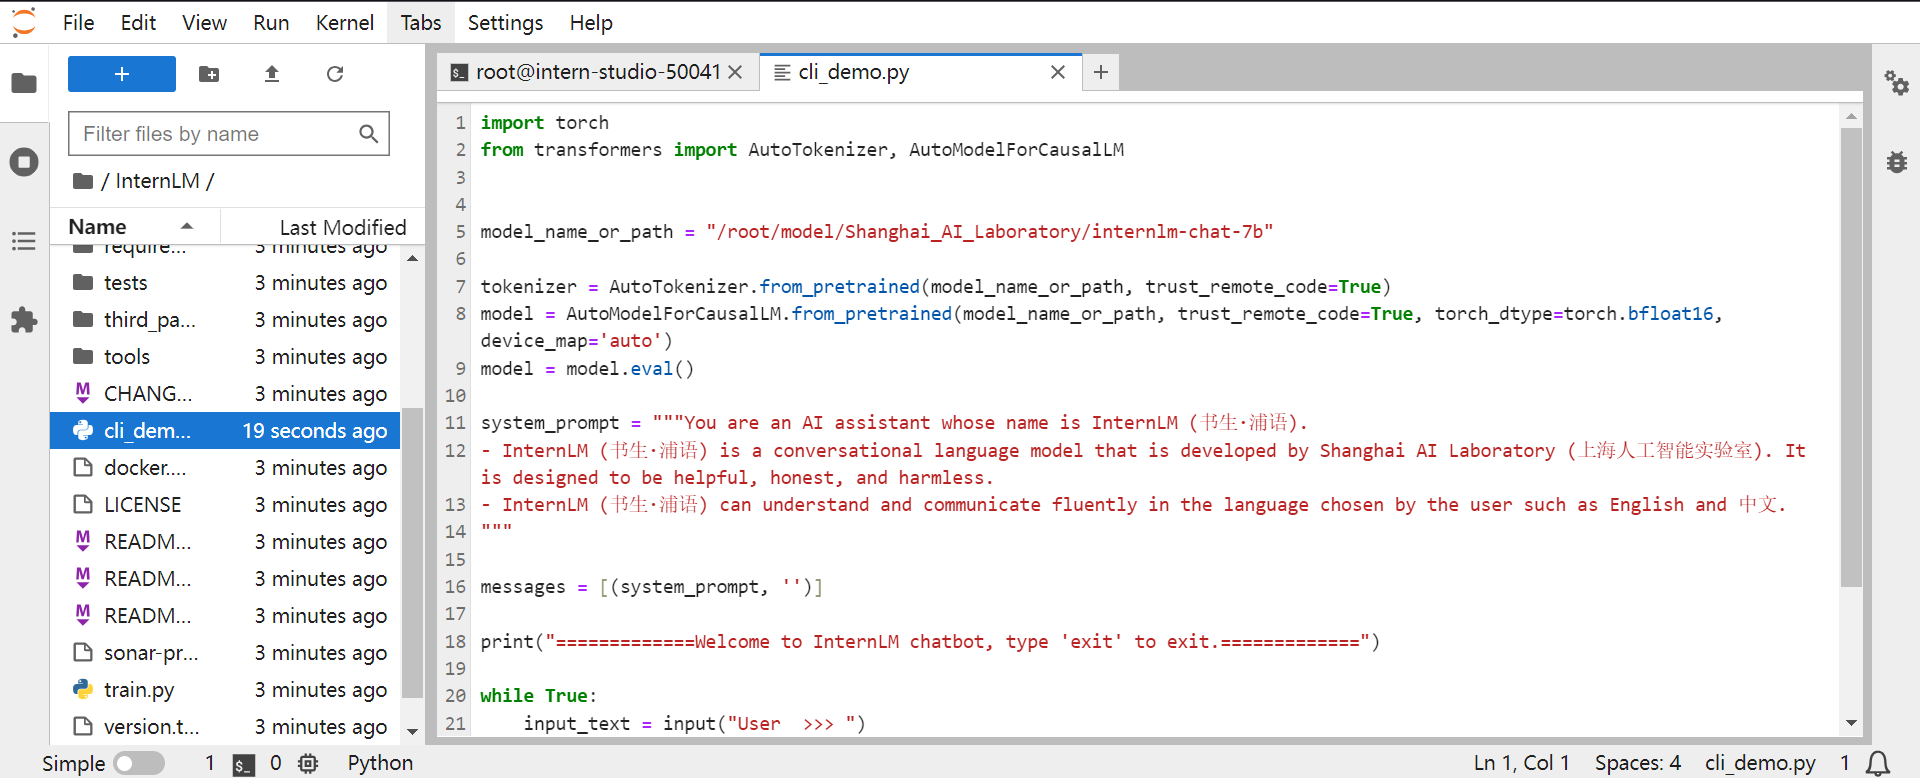 File Edit View Run Kernel Tabs Settings Help
+
Filter files by name
/ InternLM /
Name Last Modified
require... 3 minutes ago
tests 3 minutes ago
third_pa... 3 minutes ago
tools 3 minutes ago
CHANG... 3 minutes ago
cli_dem... 19 seconds ago
docker.... 3 minutes ago
LICENSE 3 minutes ago
READM... 3 minutes ago
READM... 3 minutes ago
READM... 3 minutes ago
sonar-pr... 3 minutes ago
train.py 3 minutes ago
version.t... 3 minutes ago
root@intern-studio-50041
cli_demo.py
1 import torch
2 from transformers import AutoTokenizer, AutoModelForCausalLM
3
4
5 model_name_or_path = "/root/model/Shanghai_AI_Laboratory/internlm-chat-7b"
6
7 tokenizer = AutoTokenizer.from_pretrained(model_name_or_path, trust_remote_code=True)
8 model = AutoModelForCausalLM.from_pretrained(model_name_or_path, trust_remote_code=True, torch_dtype=torch.bfloat16,
device_map='auto')
9 model = model.eval()
10
11 system_prompt = """You are an AI assistant whose name is InternLM (书生·浦语).
12 - InternLM (书生·浦语) is a conversational language model that is developed by Shanghai AI Laboratory (上海人工智能实验室). It
is designed to be helpful, honest, and harmless.
13 - InternLM (书生·浦语) can understand and communicate fluently in the language chosen by the user such as English and 中文.
14 """
15
16 messages = [(system_prompt, '')]
17
18 print("=============Welcome to InternLM chatbot, type 'exit' to exit.=============")
19
20 while True:
21     input_text = input("User  >>> ")
Simple 1 0 Python
Ln 1, Col 1 Spaces: 4 cli_demo.py 1